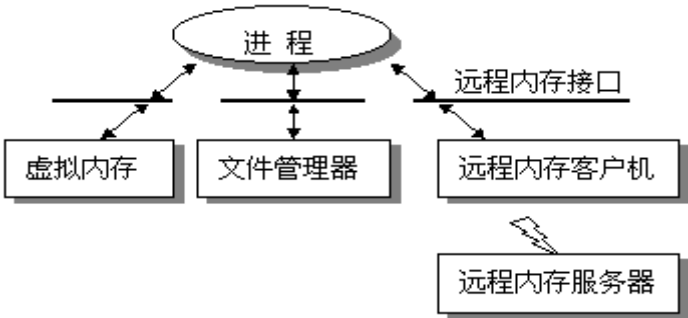 进 程
远程内存接口
虚拟内存
文件管理器
远程内存客户机
远程内存服务器